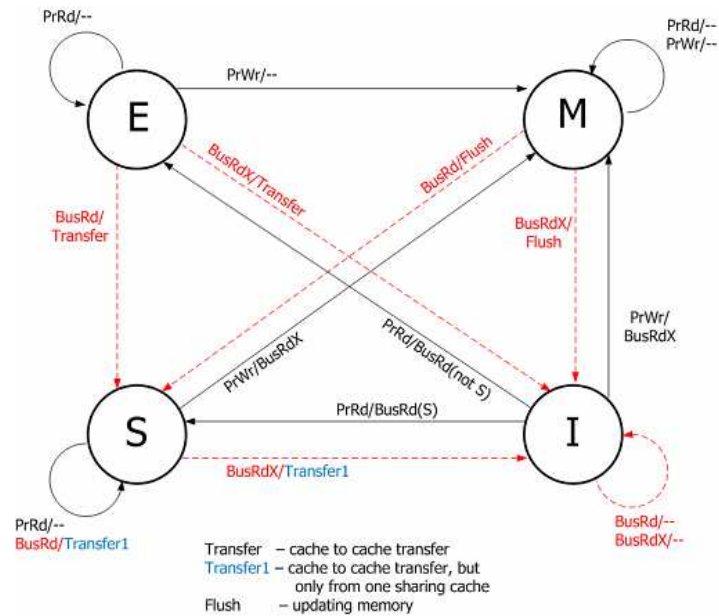 PrRd/--
PrRd/--
PrWr/--
PrWr/--
E
M
BusRdX/Transfer
BusRd/Flush
BusRd/
Transfer
BusRdX/
Flush
PrWr/
BusRdX
PrWr/BusRdX
PrRd/BusRd(not S)
PrRd/BusRd(S)
S
I
BusRdX/Transfer1
PrRd/--
BusRd/Transfer1
BusRd/--
BusRdX/--
Transfer – cache to cache transfer
Transfer1 – cache to cache transfer, but
only from one sharing cache
Flush – updating memory